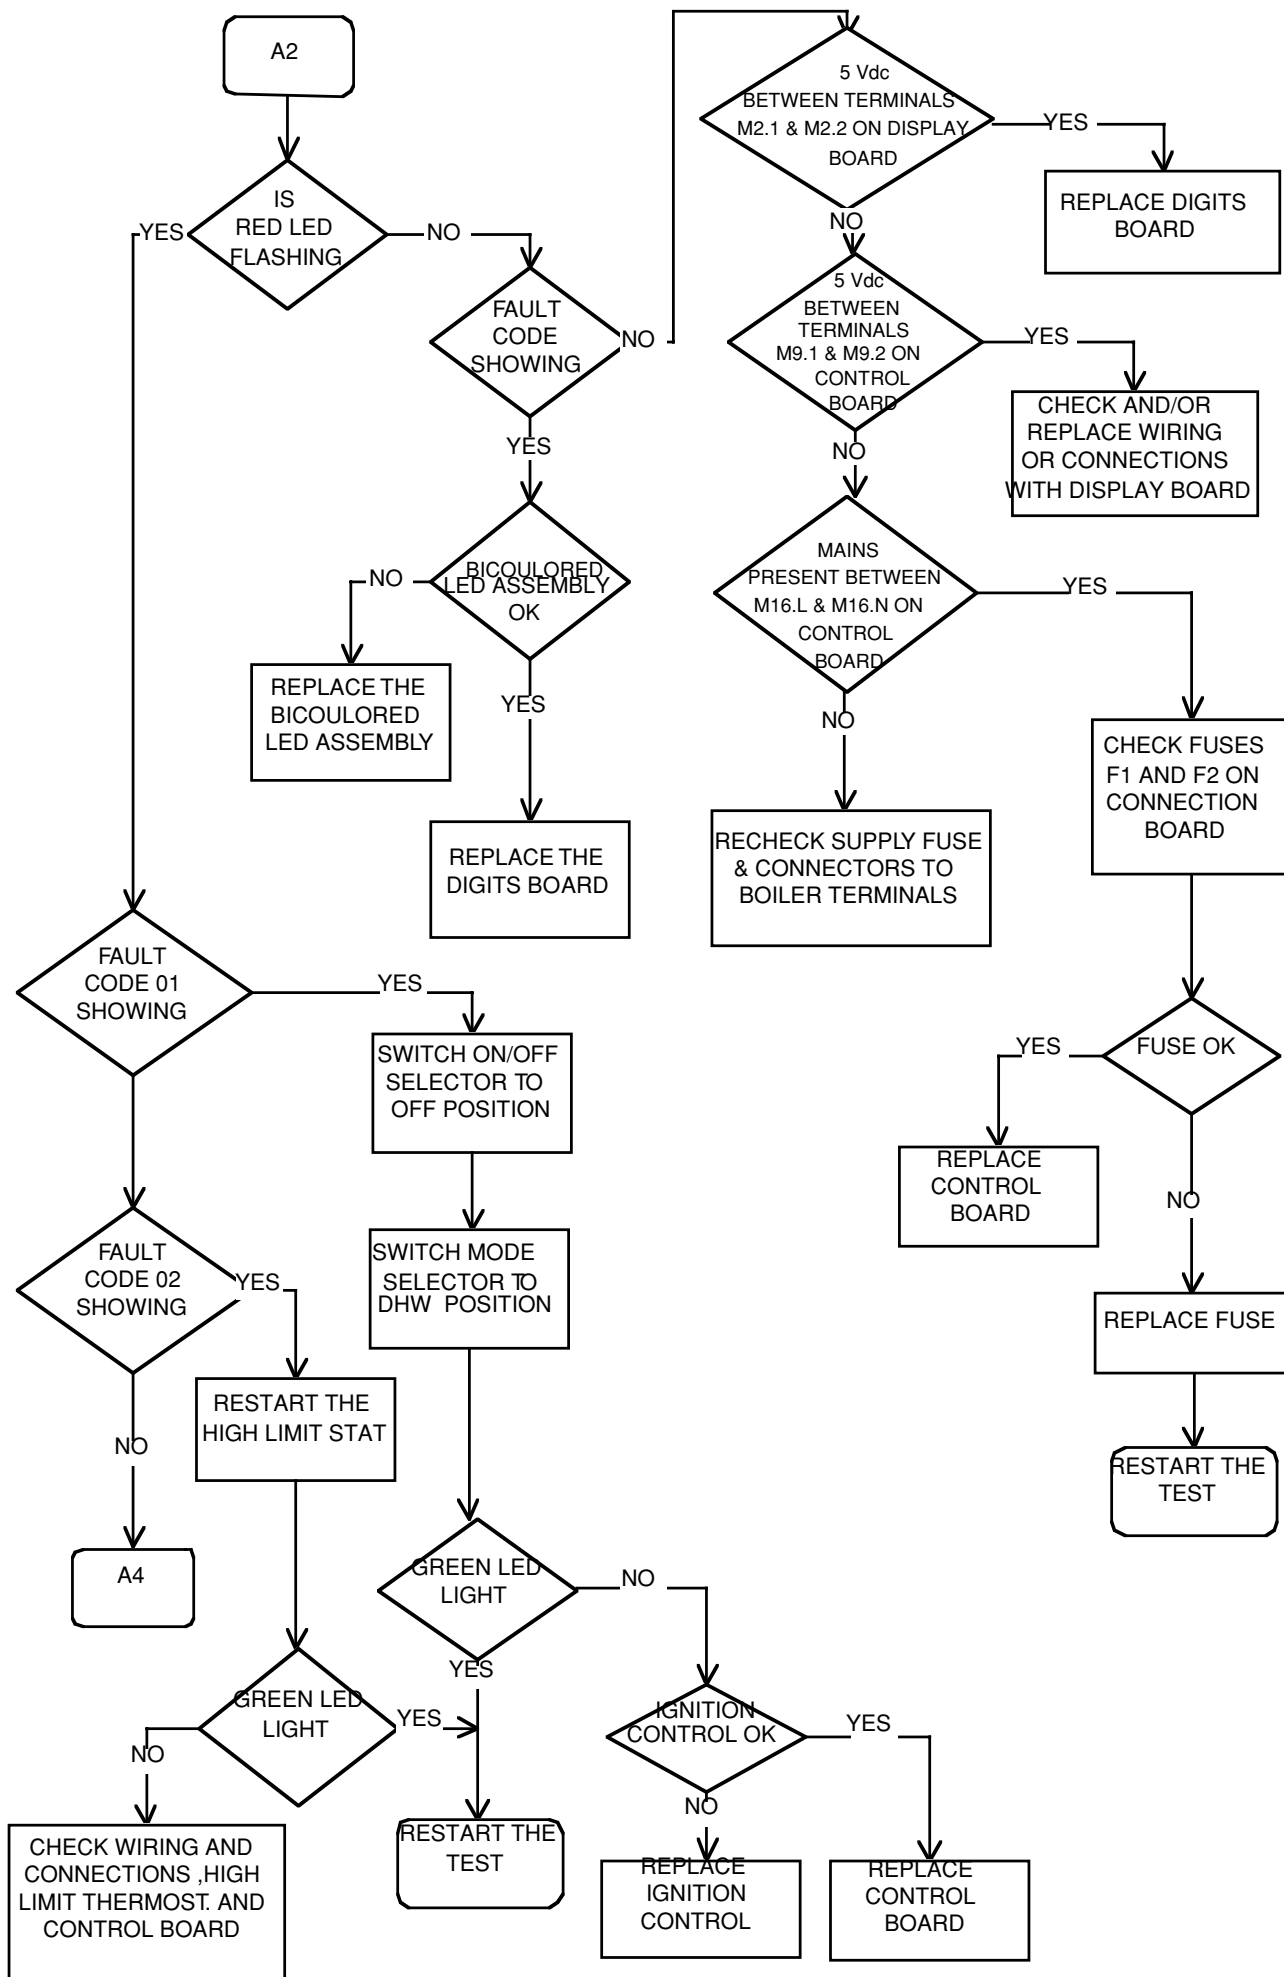 A2
IS
RED LED
FLASHING
YES
NO
FAULT
CODE
SHOWING
NO
YES
BICOULORED
LED ASSEMBLY
OK
NO
REPLACE THE
BICOULORED
LED ASSEMBLY
YES
REPLACE THE
DIGITS BOARD
5 Vdc
BETWEEN TERMINALS
M2.1 & M2.2 ON DISPLAY
BOARD
YES
REPLACE DIGITS
BOARD
NO
5 Vdc
BETWEEN
TERMINALS
M9.1 & M9.2 ON
CONTROL
BOARD
YES
CHECK AND/OR
REPLACE WIRING
OR CONNECTIONS
WITH DISPLAY BOARD
NO
MAINS
PRESENT BETWEEN
M16.L & M16.N ON
CONTROL
BOARD
YES
NO
RECHECK SUPPLY FUSE
& CONNECTORS TO
BOILER TERMINALS
CHECK FUSES
F1 AND F2 ON
CONNECTION
BOARD
FUSE OK
YES
REPLACE
CONTROL
BOARD
NO
REPLACE FUSE
RESTART THE
TEST
FAULT
CODE 01
SHOWING
YES
SWITCH ON/OFF
SELECTOR TO
OFF POSITION
SWITCH MODE
SELECTOR TO
DHW POSITION
FAULT
CODE 02
SHOWING
YES
RESTART THE
HIGH LIMIT STAT
NO
A4
GREEN LED
LIGHT
NO
YES
GREEN LED
LIGHT
YES
NO
CHECK WIRING AND
CONNECTIONS ,HIGH
LIMIT THERMOST. AND
CONTROL BOARD
RESTART THE
TEST
IGNITION
CONTROL OK
YES
NO
REPLACE
IGNITION
CONTROL
REPLACE
CONTROL
BOARD